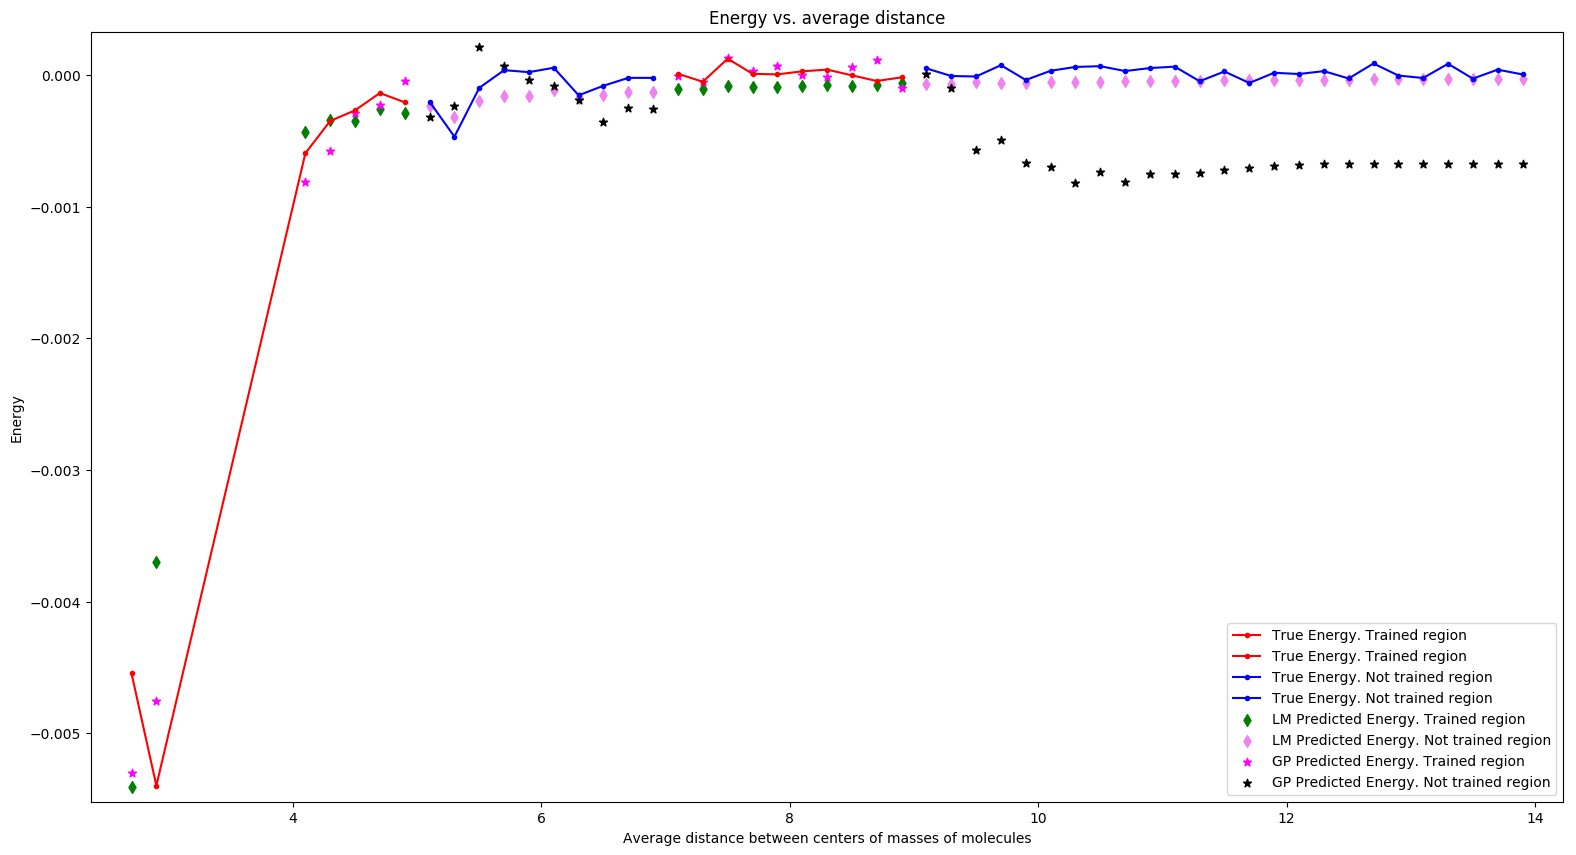 Energy vs. average distance
0.000
−0.001
−0.002
−0.003
−0.004
−0.005
Energy
4
6
8
10
12
14
Average distance between centers of masses of molecules
True Energy. Trained region
True Energy. Trained region
True Energy. Not trained region
True Energy. Not trained region
LM Predicted Energy. Trained region
LM Predicted Energy. Not trained region
GP Predicted Energy. Trained region
GP Predicted Energy. Not trained region